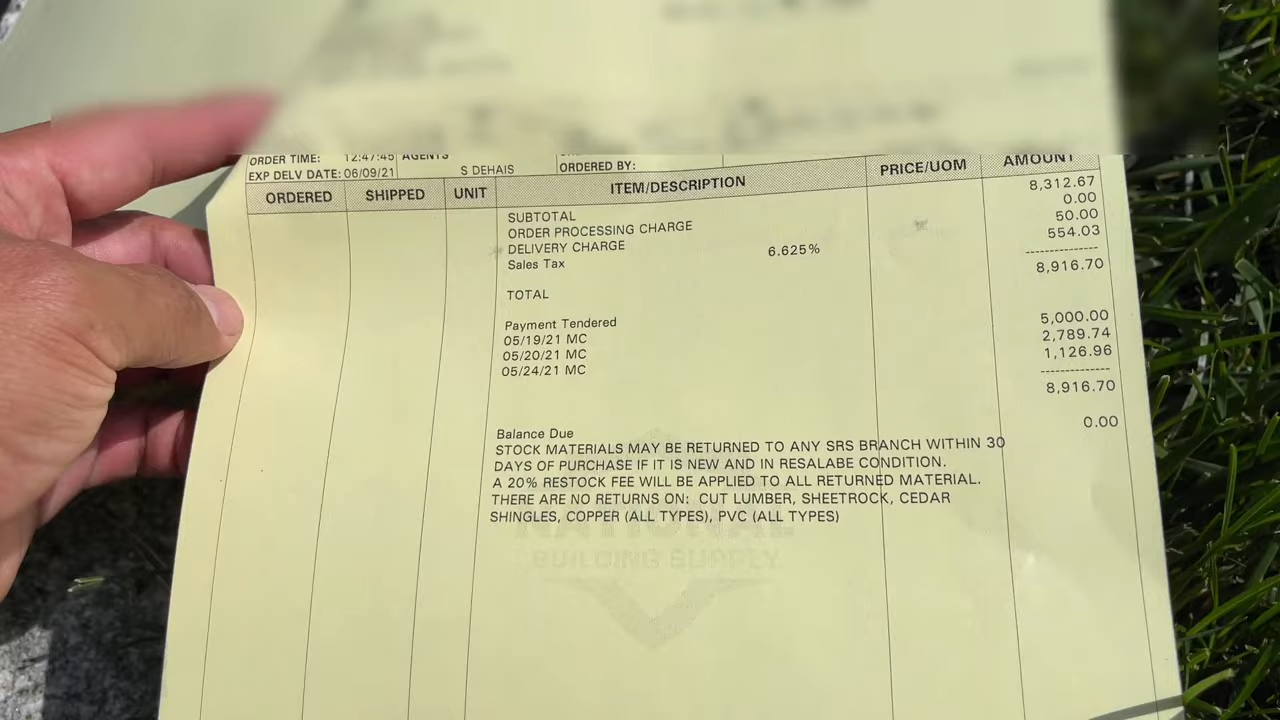 ORDER TIME: 12:47:45 AGENTS
EXP DELV DATE: 06/09/21 S DEHAIS ORDERED BY:
ORDERED SHIPPED UNIT ITEM/DESCRIPTION PRICE/UOM AMOUNT
SUBTOTAL 8,312.67
ORDER PROCESSING CHARGE 0.00
DELIVERY CHARGE 50.00
Sales Tax 6.625% 554.03
--------------
TOTAL 8,916.70
Payment Tendered
05/19/21 MC 5,000.00
05/20/21 MC 2,789.74
05/24/21 MC 1,126.96
--------------
8,916.70
Balance Due 0.00
STOCK MATERIALS MAY BE RETURNED TO ANY SRS BRANCH WITHIN 30
DAYS OF PURCHASE IF IT IS NEW AND IN RESALABE CONDITION.
A 20% RESTOCK FEE WILL BE APPLIED TO ALL RETURNED MATERIAL.
THERE ARE NO RETURNS ON: CUT LUMBER, SHEETROCK, CEDAR
SHINGLES, COPPER (ALL TYPES), PVC (ALL TYPES)
NATIONAL
BUILDING SUPPLY